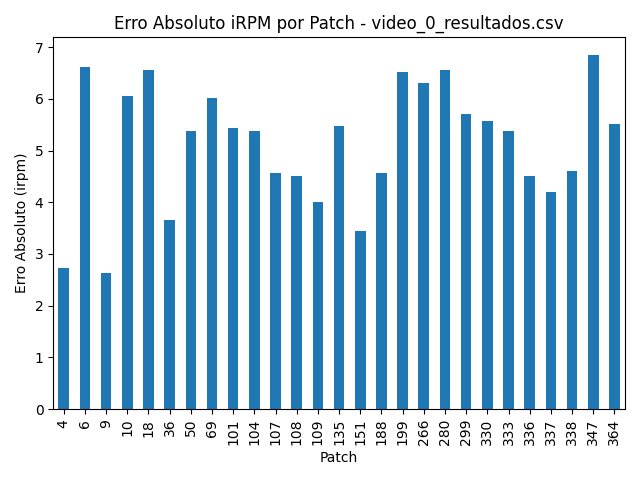 Erro Absoluto iRPM por Patch - video_0_resultados.csv
7
6
5
4
3
2
1
0
Erro Absoluto (irpm)
4 6 9 10 18 36 50 69 101 104 107 108 109 135 151 188 199 266 280 299 330 333 336 337 338 347 364
Patch